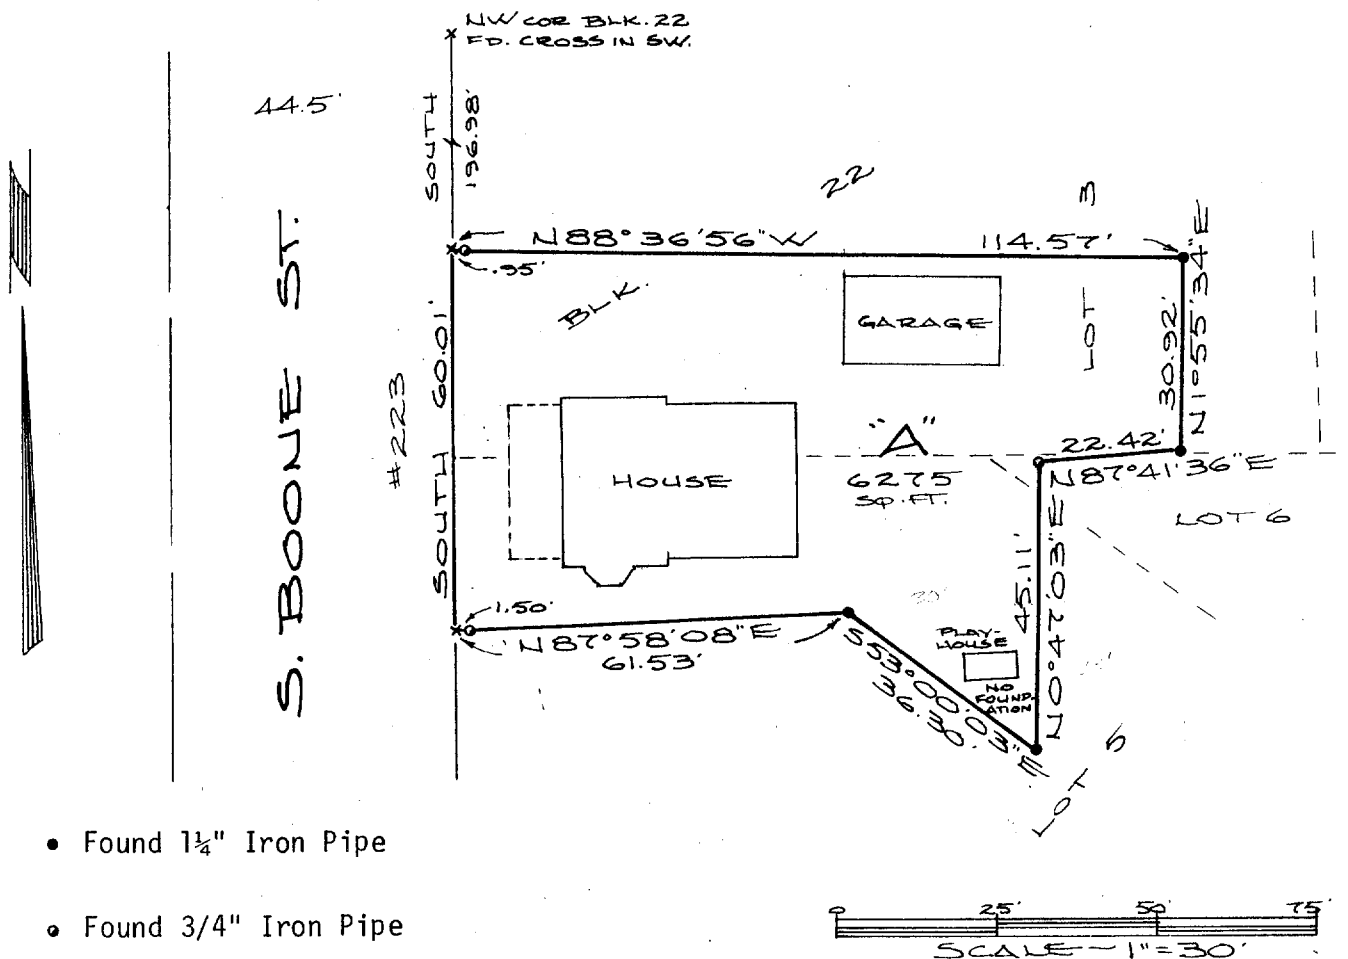 NW COR BLK. 22
FD. CROSS IN SW.
44.5'
SOUTH 196.98'
22
3
N88°36'56"W 114.57'
.95'
BLK.
GARAGE
LOT
30.92'
N1°55'34"E
S. BOONE ST.
#223
SOUTH 60.01'
HOUSE
"A"
6275
SQ. FT.
22.42'
N87°41'36"E
LOT 6
1.50'
N87°58'08"E
61.53'
S53°00'03"E
36.30'
PLAY-
HOUSE
NO
FOUND-
ATION
45.11'
N0°47'03"E
LOT 5
Found 1¼" Iron Pipe
Found 3/4" Iron Pipe
0 25' 50' 75'
SCALE~1"=30'